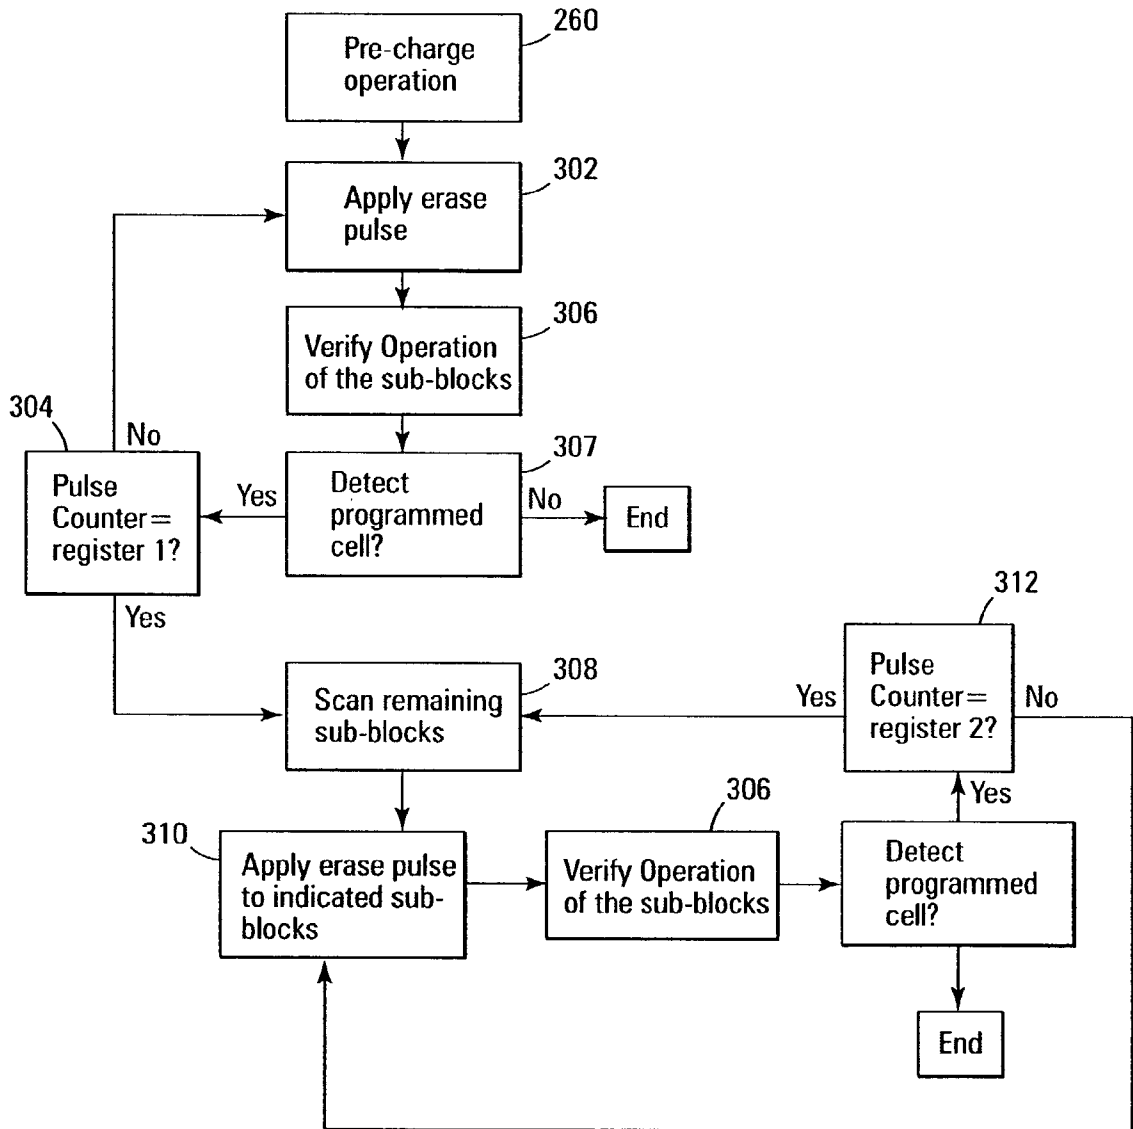 260
Pre-charge
operation
302
Apply erase
pulse
306
Verify Operation
of the sub-blocks
304
No
307
Pulse
Counter=
register 1?
Yes
Detect
programmed
cell?
No
End
Yes
312
308
Scan remaining
sub-blocks
Yes
Pulse
Counter=
register 2?
No
306
Yes
310
Apply erase pulse
to indicated sub-
blocks
Verify Operation
of the sub-blocks
Detect
programmed
cell?
End